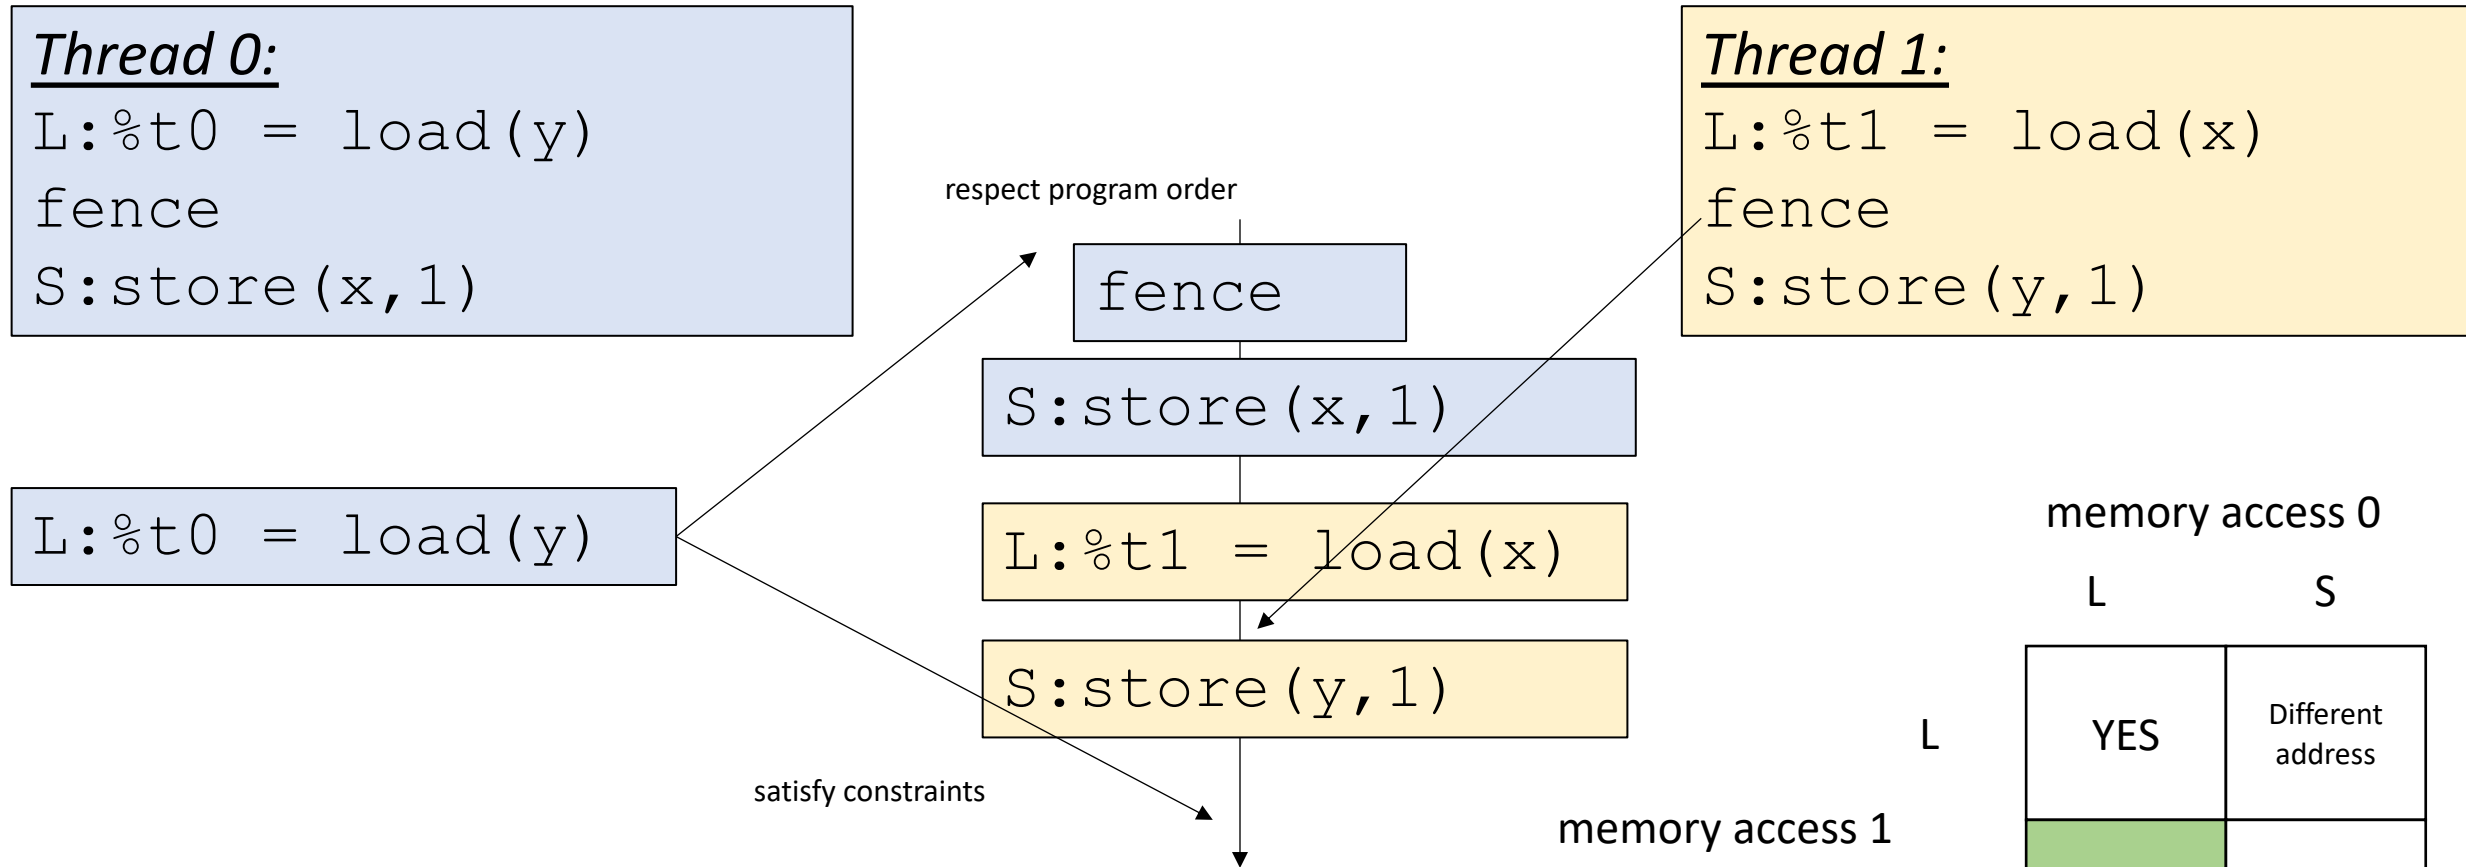 Thread 0:
L:%t0 = load(y)
fence
S:store(x,1)
Thread 1:
L:%t1 = load(x)
fence
S:store(y,1)
respect program order
fence
S:store(x,1)
L:%t0 = load(y)
L:%t1 = load(x)
S:store(y,1)
satisfy constraints
memory access 0
L S
L YES Different
address
memory access 1